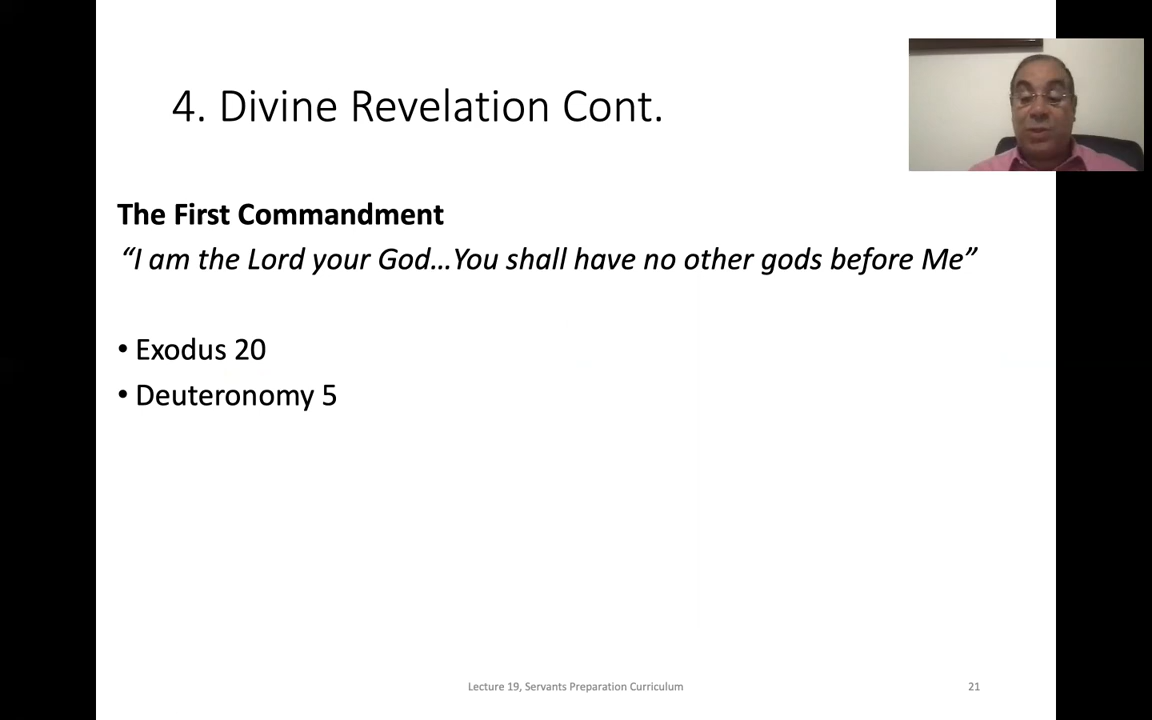 4. Divine Revelation Cont.
The First Commandment
“I am the Lord your God…You shall have no other gods before Me”
• Exodus 20
• Deuteronomy 5
Lecture 19, Servants Preparation Curriculum
21